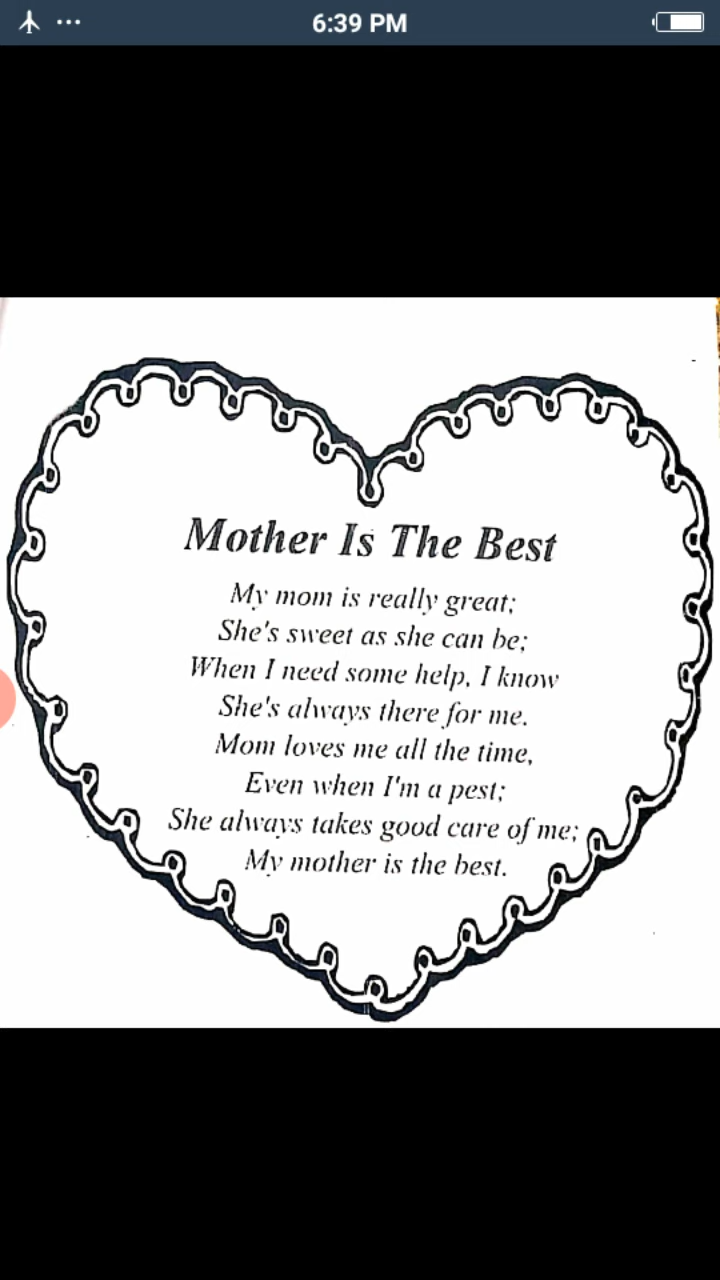 6:39 PM
Mother Is The Best
My mom is really great;
She's sweet as she can be;
When I need some help, I know
She's always there for me.
Mom loves me all the time,
Even when I'm a pest;
She always takes good care of me;
My mother is the best.